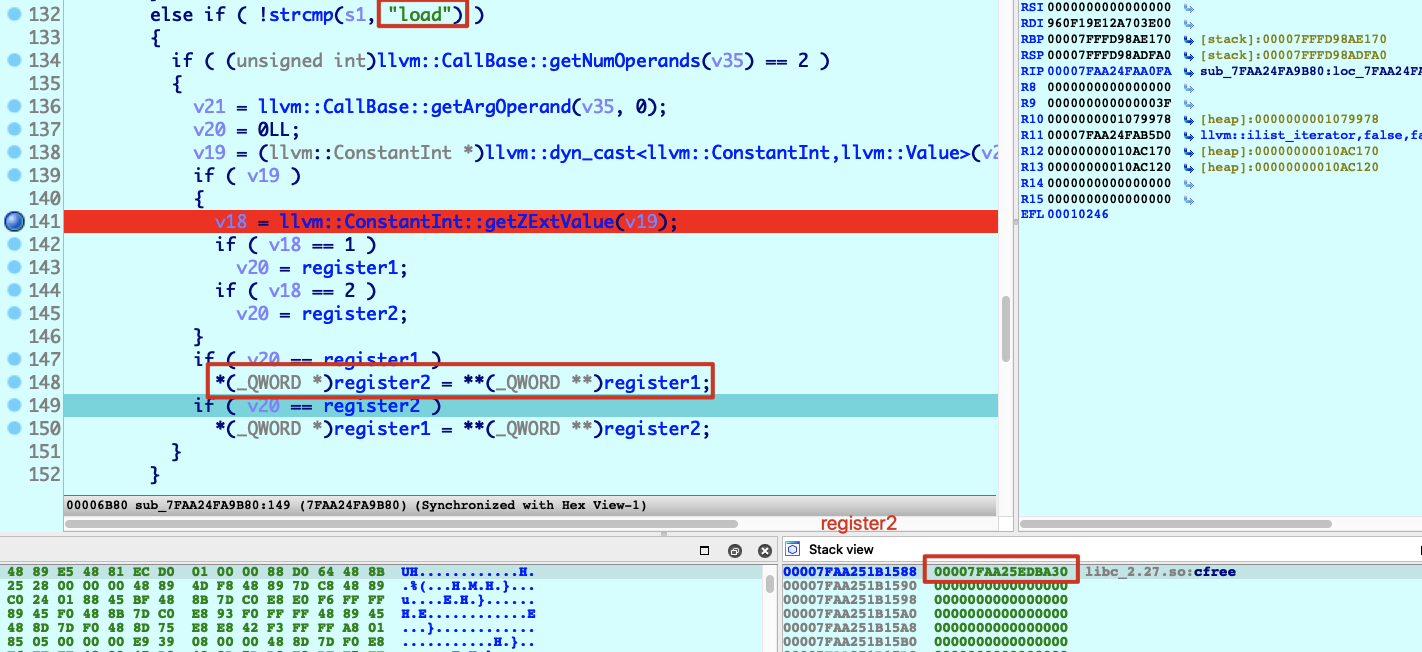 132 else if ( !strcmp(s1, "load") )
133 {
134 if ( (unsigned int)llvm::CallBase::getNumOperands(v35) == 2 )
135 {
136 v21 = llvm::CallBase::getArgOperand(v35, 0);
137 v20 = 0LL;
138 v19 = (llvm::ConstantInt *)llvm::dyn_cast<llvm::ConstantInt,llvm::Value>(v2
139 if ( v19 )
140 {
141 v18 = llvm::ConstantInt::getZExtValue(v19);
142 if ( v18 == 1 )
143 v20 = register1;
144 if ( v18 == 2 )
145 v20 = register2;
146 }
147 if ( v20 == register1 )
148 *(_QWORD *)register2 = **(_QWORD **)register1;
149 if ( v20 == register2 )
150 *(_QWORD *)register1 = **(_QWORD **)register2;
151 }
152 }
00006B80 sub_7FAA24FA9B80:149 (7FAA24FA9B80) (Synchronized with Hex View-1)
RSI 0000000000000000
RDI 960F19E12A703E00
RBP 00007FFFD98AE170 [stack]:00007FFFD98AE170
RSP 00007FFFD98ADFA0 [stack]:00007FFFD98ADFA0
RIP 00007FAA24FAA0FA sub_7FAA24FA9B80:loc_7FAA24FA
R8 0000000000000000
R9 000000000000003F
R10 0000000001079978 [heap]:0000000001079978
R11 00007FAA24FAB5D0 llvm::ilist_iterator,false,fa
R12 00000000010AC170 [heap]:00000000010AC170
R13 00000000010AC120 [heap]:00000000010AC120
R14 0000000000000000
R15 0000000000000000
EFL 00010246
register2
48 89 E5 48 81 EC D0 01 00 00 88 D0 64 48 8B UH............H.
25 28 00 00 00 48 89 4D F8 48 89 7D C8 48 89 .%(...H.M.H.}.H.
C0 24 01 88 45 BF 48 8B 7D C0 E8 E0 F6 FF FF u....E.H.}......
89 45 F0 48 8B 7D C0 E8 93 F0 FF FF 48 89 45 H.E............E
48 8D 7D F0 48 8D 75 E8 E8 42 F3 FF FF A8 01 ...}............
85 05 00 00 00 E9 39 08 00 00 48 8D 7D F0 E8 ...........H.}..
Stack view
00007FAA251B1588 00007FAA25EDBA30 libc_2.27.so:cfree
00007FAA251B1590 0000000000000000
00007FAA251B1598 0000000000000000
00007FAA251B15A0 0000000000000000
00007FAA251B15A8 0000000000000000
00007FAA251B15B0 0000000000000000